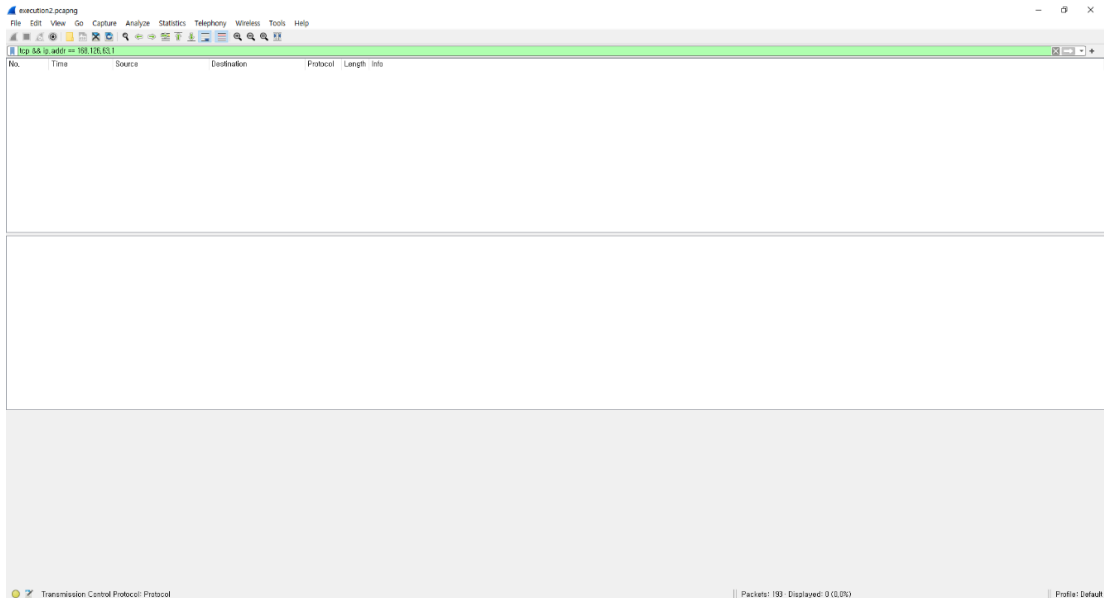 execution2.pcapng
File Edit View Go Capture Analyze Statistics Telephony Wireless Tools Help
tcp && ip.addr == 168.126.63.1
No. Time Source Destination Protocol Length Info
Transmission Control Protocol: Protocol Packets: 193 · Displayed: 0 (0.0%) Profile: Default